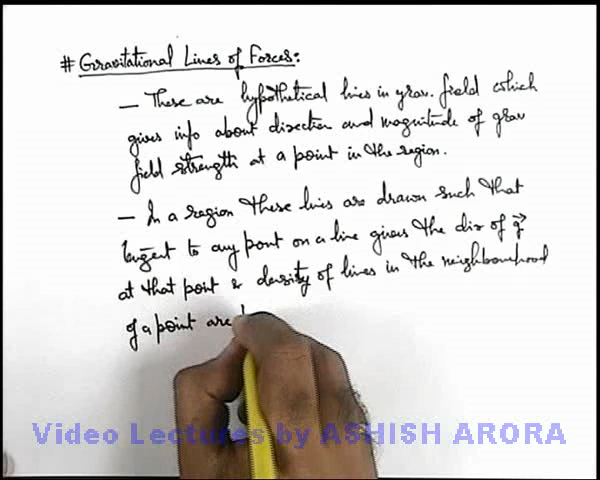 # Gravitational Lines of Forces:
– These are hypothetical lines in grav. field which
gives info about direction and magnitude of grav
field strength at a point in the region.
– In a region these lines are drawn such that
tangent to any point on a line gives the dir of g⃗
at that point & density of lines in the neighbourhood
of a point are
Video Lectures by ASHISH ARORA